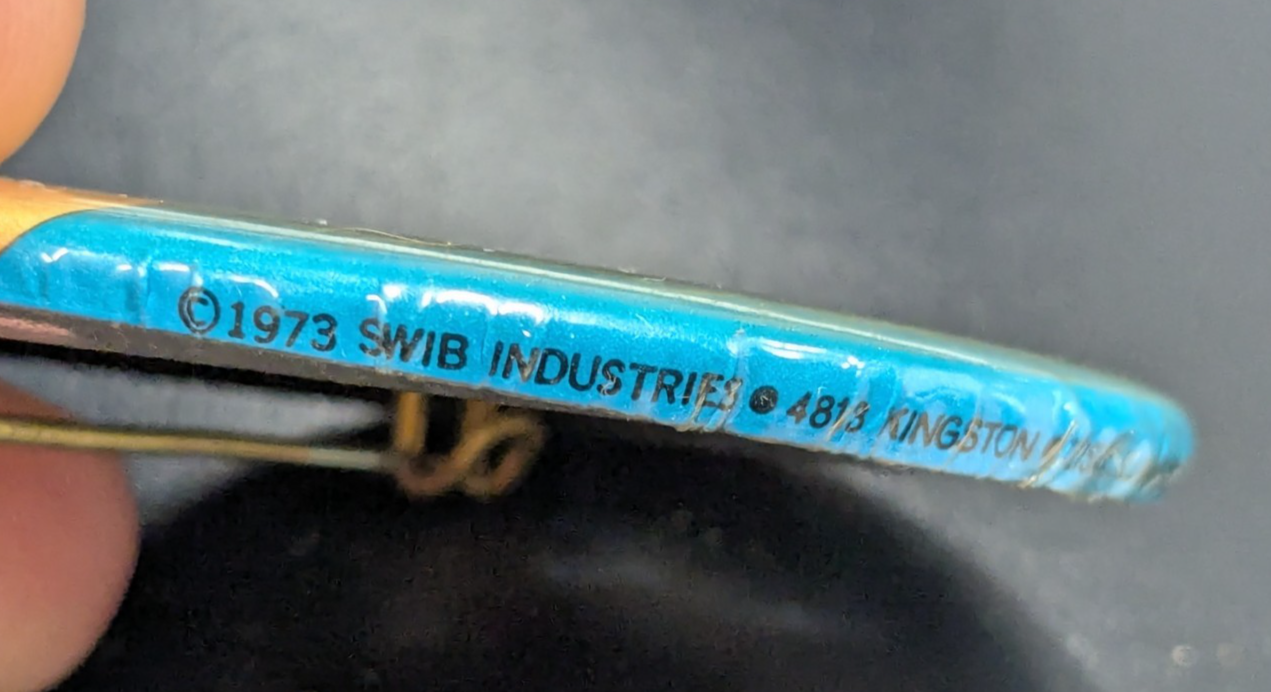 ©1973 SWIB INDUSTRIES ● 4813 KINGSTON